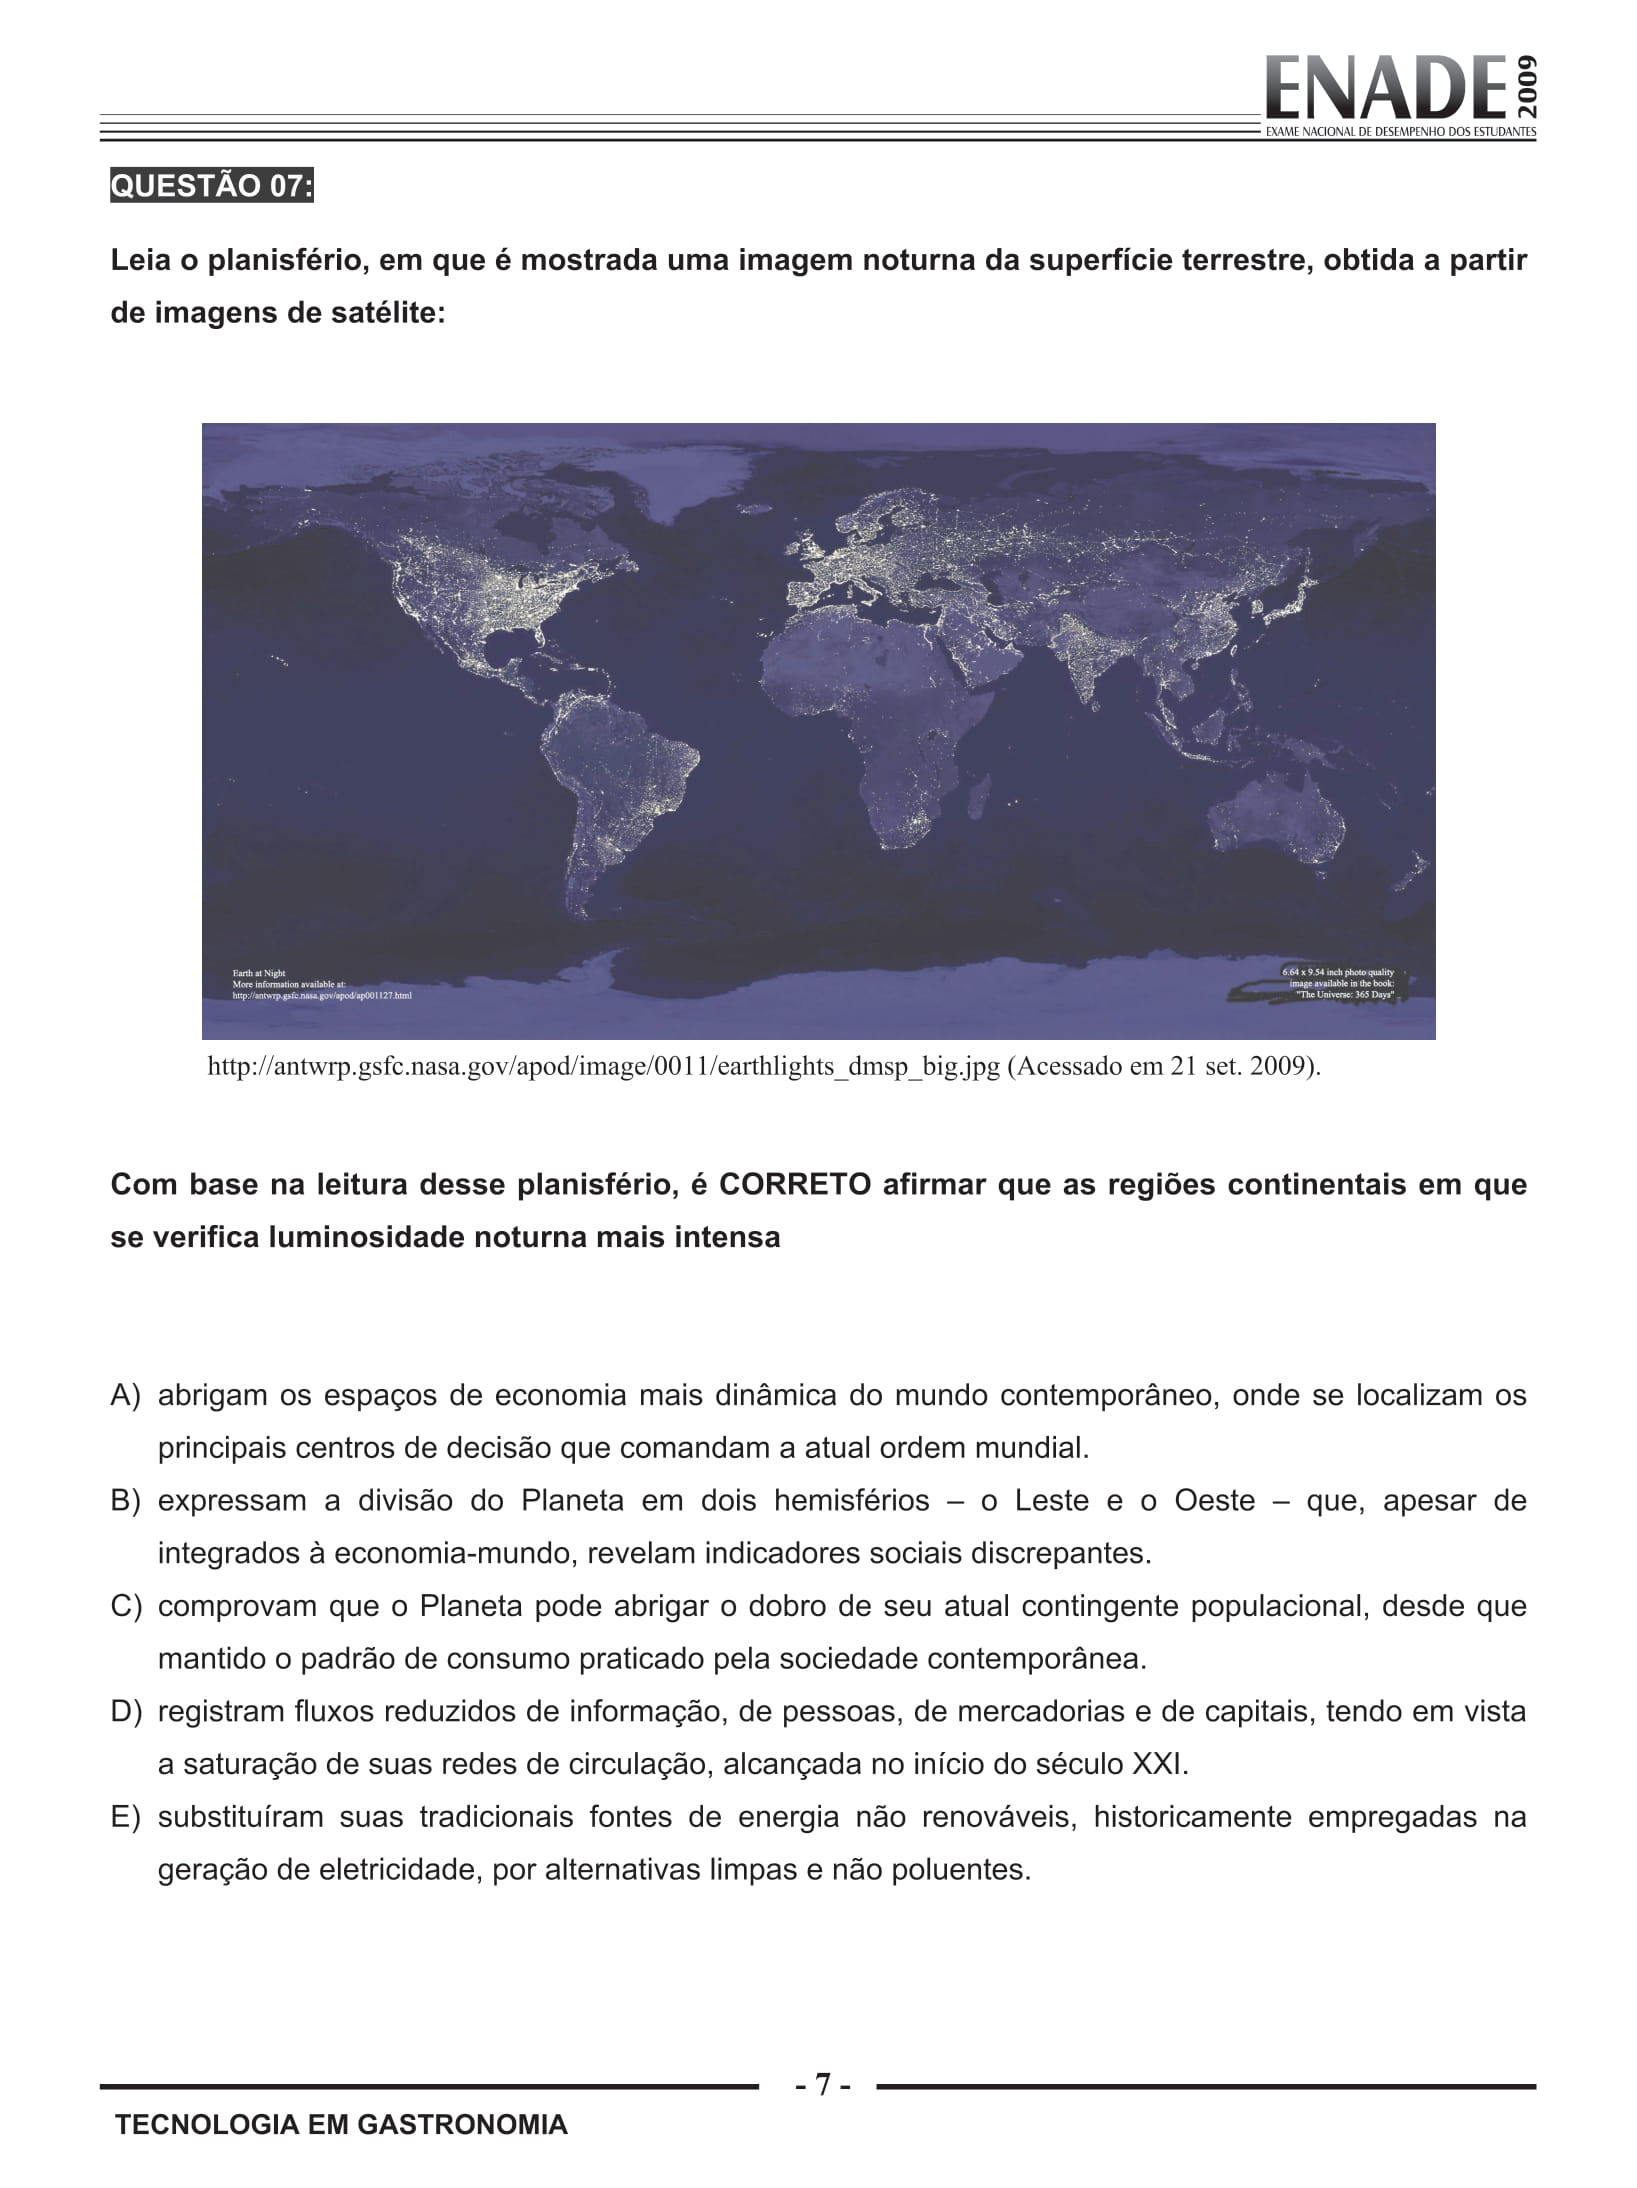 ENADE 2009
EXAME NACIONAL DE DESEMPENHO DOS ESTUDANTES
QUESTÃO 07:
Leia o planisfério, em que é mostrada uma imagem noturna da superfície terrestre, obtida a partir
de imagens de satélite:
Earth at Night
More information available at:
http://antwrp.gsfc.nasa.gov/apod/ap001127.html
6.64 x 9.54 inch photo quality
image available in the book:
"The Universe: 365 Days"
http://antwrp.gsfc.nasa.gov/apod/image/0011/earthlights_dmsp_big.jpg (Acessado em 21 set. 2009).
Com base na leitura desse planisfério, é CORRETO afirmar que as regiões continentais em que
se verifica luminosidade noturna mais intensa
A) abrigam os espaços de economia mais dinâmica do mundo contemporâneo, onde se localizam os
principais centros de decisão que comandam a atual ordem mundial.
B) expressam a divisão do Planeta em dois hemisférios – o Leste e o Oeste – que, apesar de
integrados à economia-mundo, revelam indicadores sociais discrepantes.
C) comprovam que o Planeta pode abrigar o dobro de seu atual contingente populacional, desde que
mantido o padrão de consumo praticado pela sociedade contemporânea.
D) registram fluxos reduzidos de informação, de pessoas, de mercadorias e de capitais, tendo em vista
a saturação de suas redes de circulação, alcançada no início do século XXI.
E) substituíram suas tradicionais fontes de energia não renováveis, historicamente empregadas na
geração de eletricidade, por alternativas limpas e não poluentes.
- 7 -
TECNOLOGIA EM GASTRONOMIA